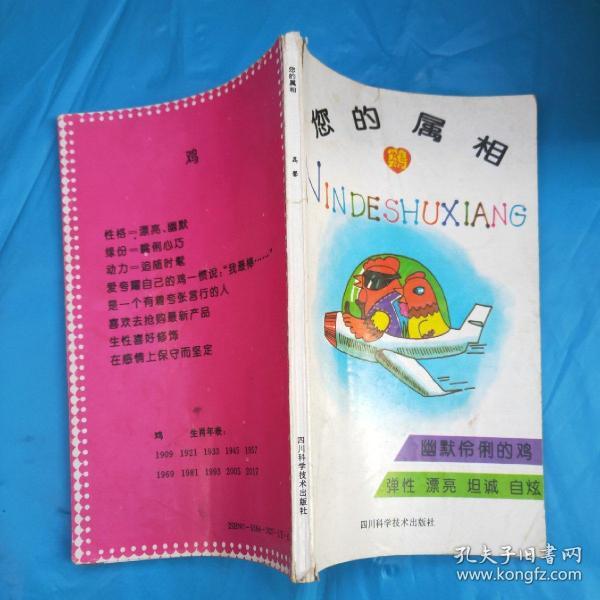 鸡
性格=漂亮、幽默
缘份=舞俐心巧
动力=追随时髦
爱夸耀自己的鸡一惯说:"我最棒……"
是一个有着夸张言行的人
喜欢去抢购最新产品
生性喜好修饰
在感情上保守而坚定
鸡 生肖年表:
1909 1921 1933 1945 1957
1969 1981 1993 2005 2017
您的属相
四川科学技术出版社
您的属相
NINDESHUXIANG
幽默伶俐的鸡
弹性 漂亮 坦诚 自炫
四川科学技术出版社
孔夫子旧书网
www.kongfz.com